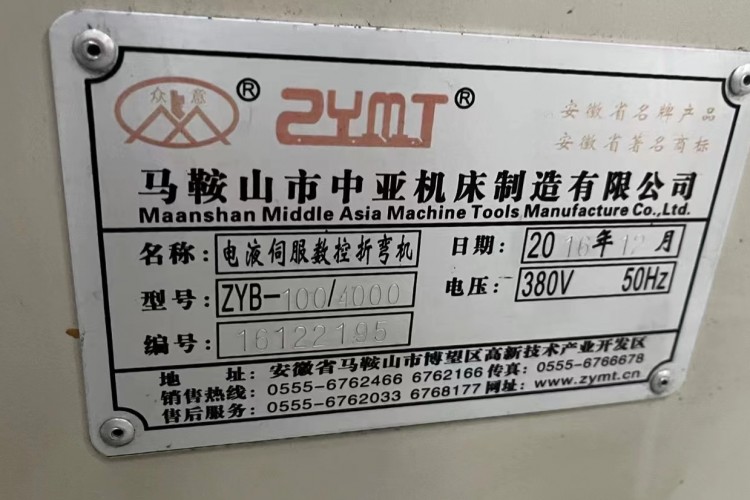 众意® ZYMT®
安徽省名牌产品
安徽省著名商标
马鞍山市中亚机床制造有限公司
Maanshan Middle Asia Machine Tools Manufacture Co.,Ltd.
名称: 电液伺服数控折弯机 日期: 2016年12月
型号: ZYB-100/4000 电压: 380V 50Hz
编号: 16122195
地 址: 安徽省马鞍山市博望区高新技术产业开发区
销售热线: 0555-6762466 6762166 传真: 0555-6766678
售后服务: 0555-6762033 6768177 网址: www.zymt.cn